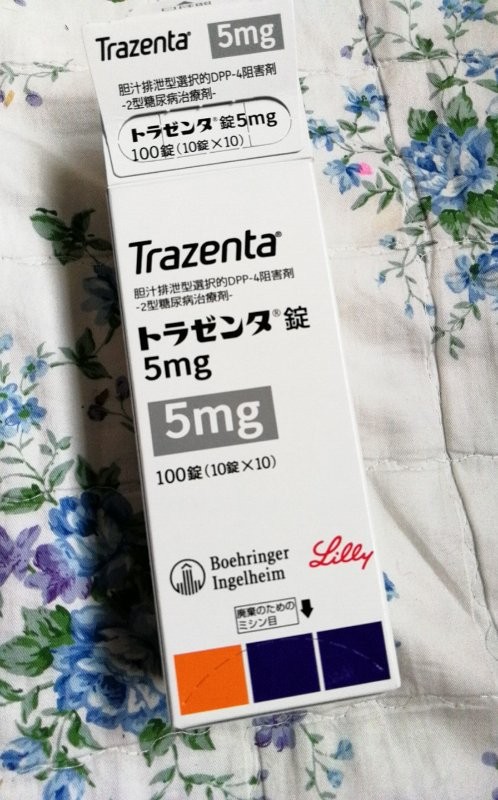 Trazenta® 5mg
胆汁排泄型選択的DPP-4阻害剤
-2型糖尿病治療剤-
トラゼンタ®錠5mg
100錠(10錠×10)
Trazenta®
胆汁排泄型選択的DPP-4阻害剤
-2型糖尿病治療剤-
トラゼンタ®錠
5mg
5mg
100錠(10錠×10)
Boehringer
Ingelheim
Lilly
廃棄のための
ミシン目